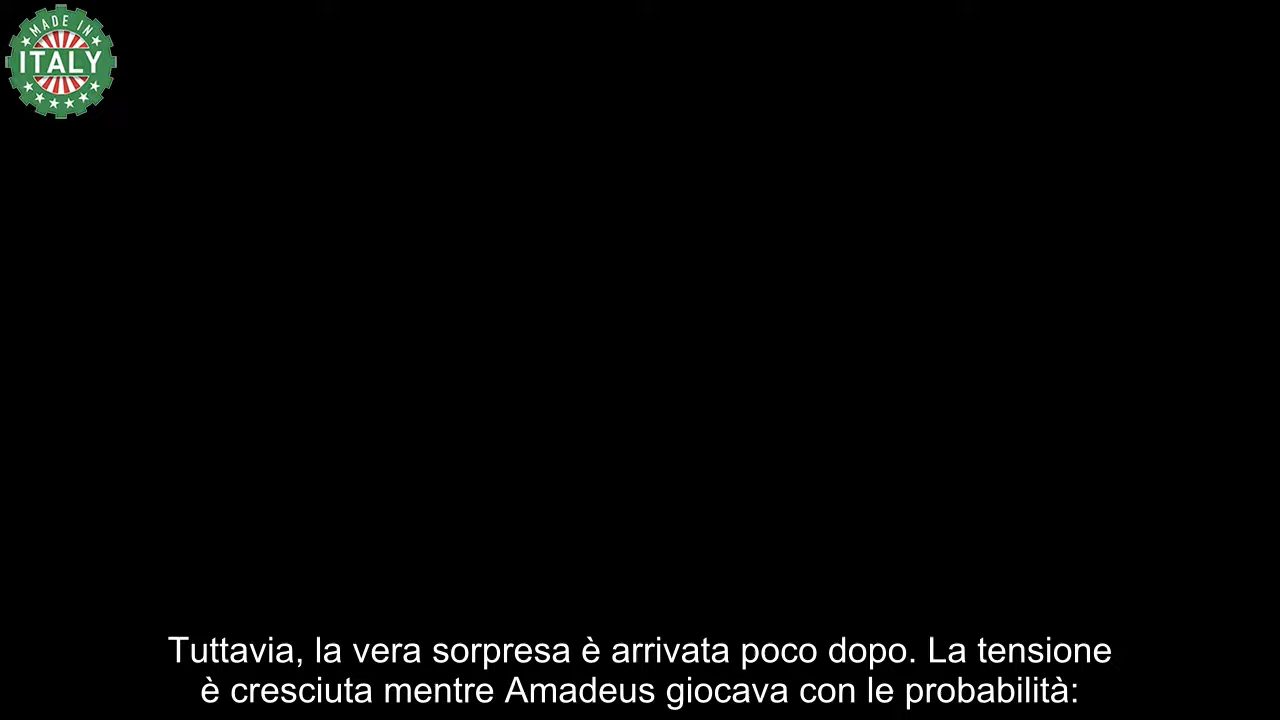 MADE IN
ITALY
Tuttavia, la vera sorpresa è arrivata poco dopo. La tensione
è cresciuta mentre Amadeus giocava con le probabilità: